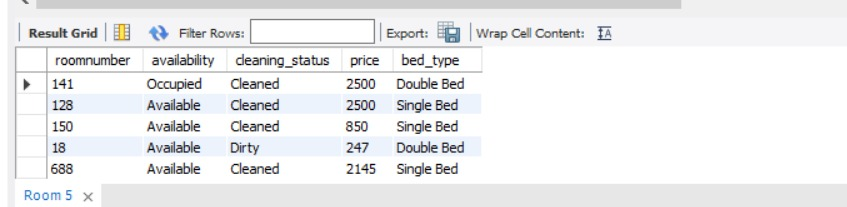 Result Grid Filter Rows: Export: Wrap Cell Content: IA
roomnumber availability cleaning_status price bed_type
141 Occupied Cleaned 2500 Double Bed
128 Available Cleaned 2500 Single Bed
150 Available Cleaned 850 Single Bed
18 Available Dirty 247 Double Bed
688 Available Cleaned 2145 Single Bed
Room 5